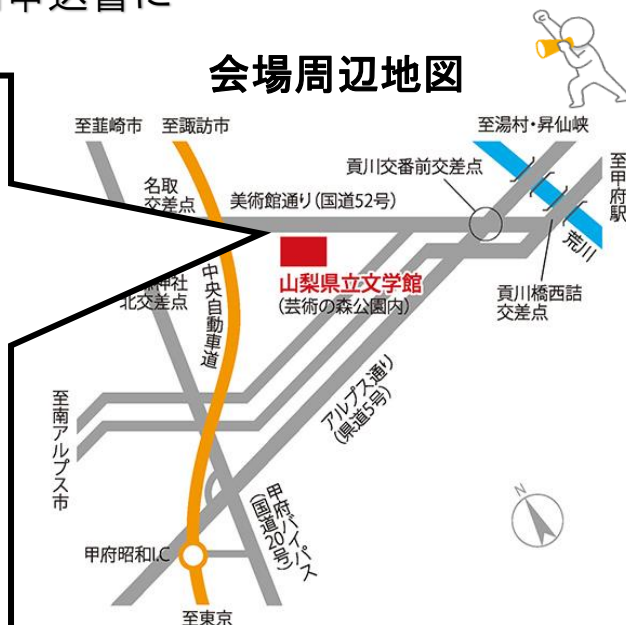 申込書に
会場周辺地図
至韮崎市
至諏訪市
至湯村・昇仙峡
貢川交番前交差点
至甲府駅
名取
交差点
美術館通り(国道52号)
荒川
山梨県立文学館
(芸術の森公園内)
貢川橋西詰
交差点
神社
北交差点
中央自動車道
アルプス通り
(県道5号)
至南アルプス市
甲府バイパス
(国道20号)
N
甲府昭和I.C
至東京